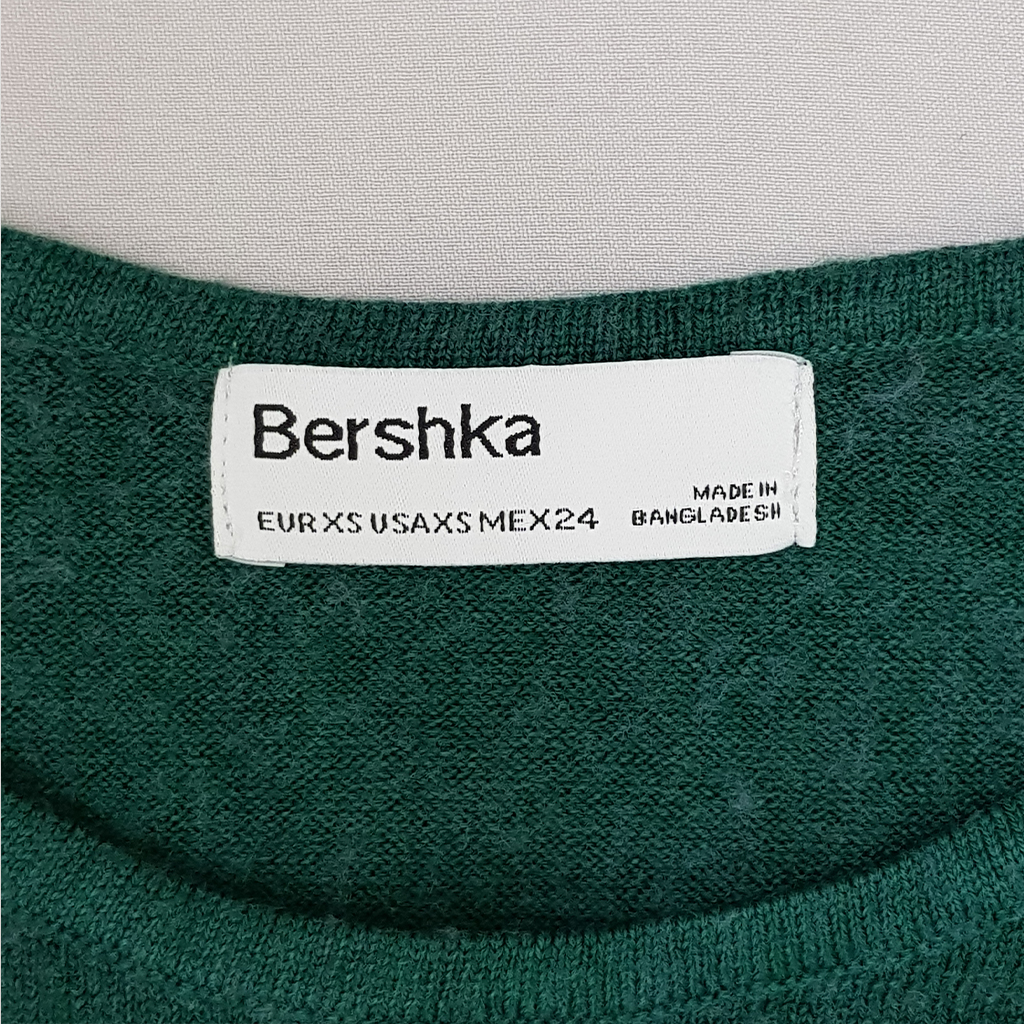 Bershka
EUR XS USA XS MEX 24
MADE IN
BANGLADESH